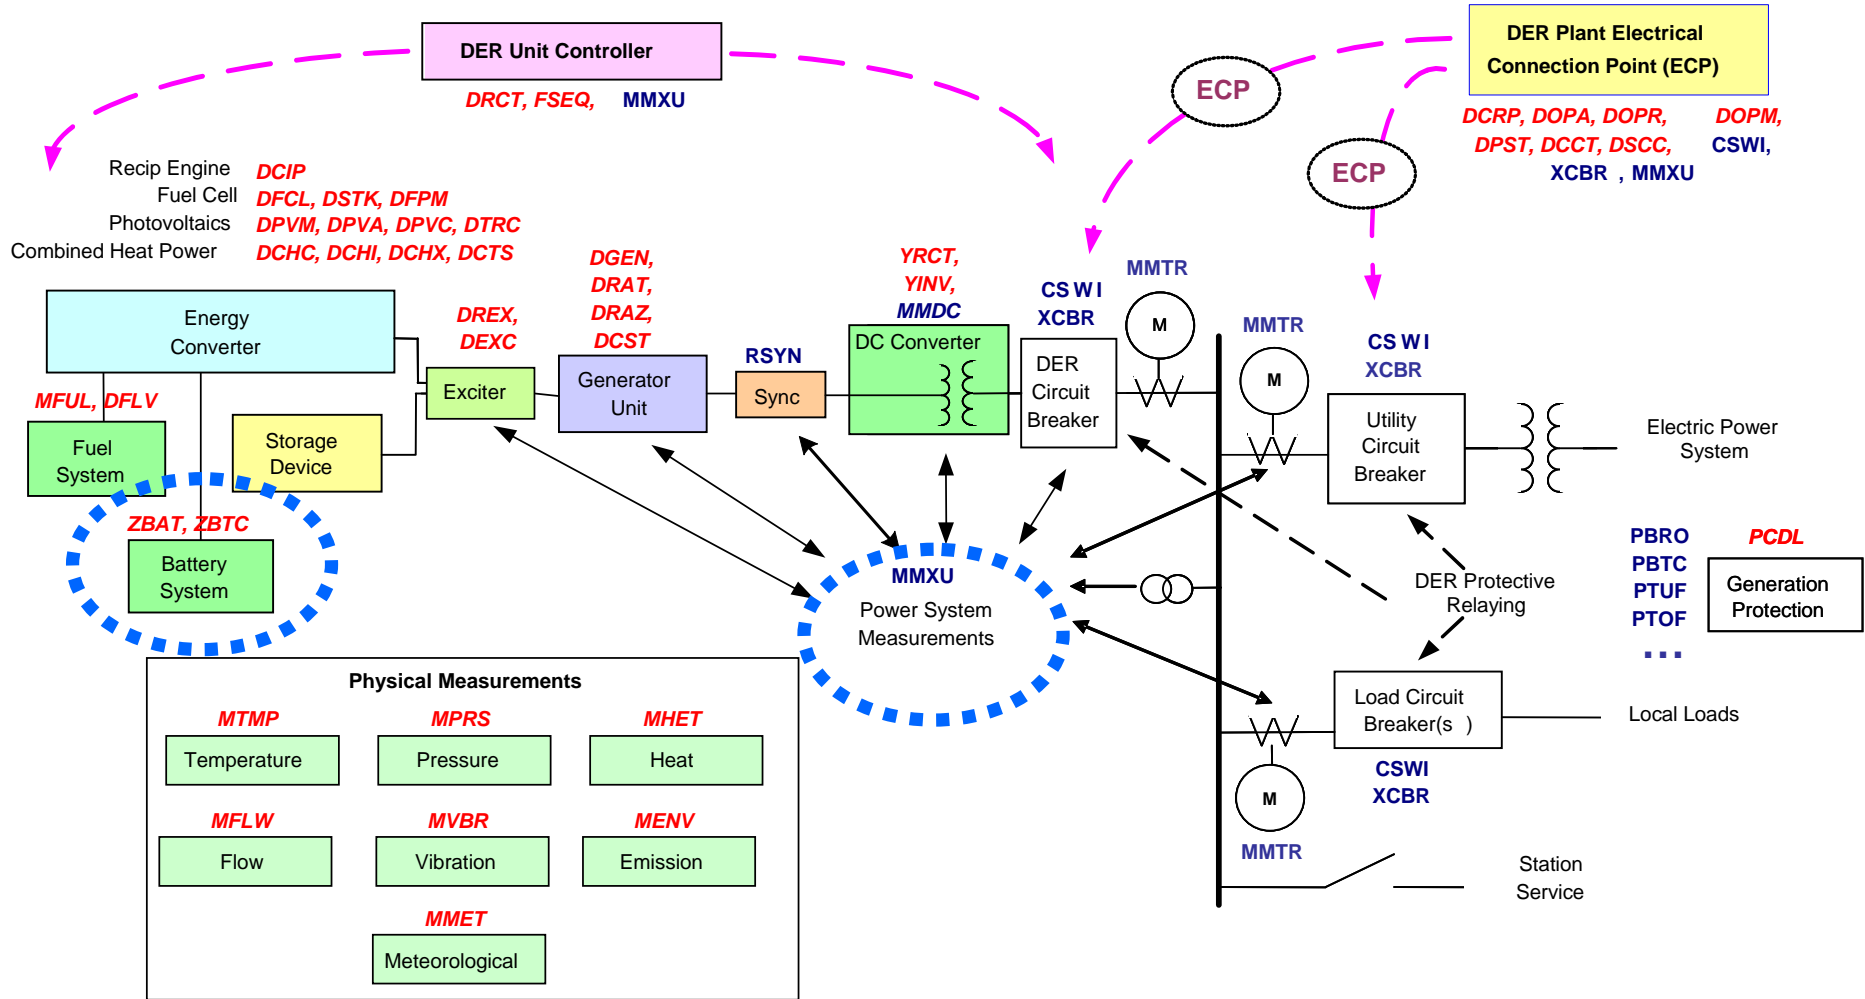 DER Unit Controller
DRCT, FSEQ, MMXU
DER Plant Electrical
Connection Point (ECP)
DCRP, DOPA, DOPR, DOPM,
DPST, DCCT, DSCC, CSWI,
XCBR , MMXU
ECP
ECP
Recip Engine DCIP
Fuel Cell DFCL, DSTK, DFPM
Photovoltaics DPVM, DPVA, DPVC, DTRC
Combined Heat Power DCHC, DCHI, DCHX, DCTS
Energy
Converter
DREX,
DEXC
Exciter
DGEN,
DRAT,
DRAZ,
DCST
Generator
Unit
RSYN
Sync
YRCT,
YINV,
MMDC
DC Converter
CSWI
XCBR
DER
Circuit
Breaker
MMTR
M
MMTR
M
CSWI
XCBR
Utility
Circuit
Breaker
Electric Power
System
MFUL, DFLV
Fuel
System
Storage
Device
ZBAT, ZBTC
Battery
System
MMXU
Power System
Measurements
DER Protective
Relaying
PBRO
PBTC
PTUF
PTOF
...
PCDL
Generation
Protection
Load Circuit
Breaker(s )
Local Loads
CSWI
XCBR
M
MMTR
Station
Service
Physical Measurements
MTMP
Temperature
MPRS
Pressure
MHET
Heat
MFLW
Flow
MVBR
Vibration
MENV
Emission
MMET
Meteorological